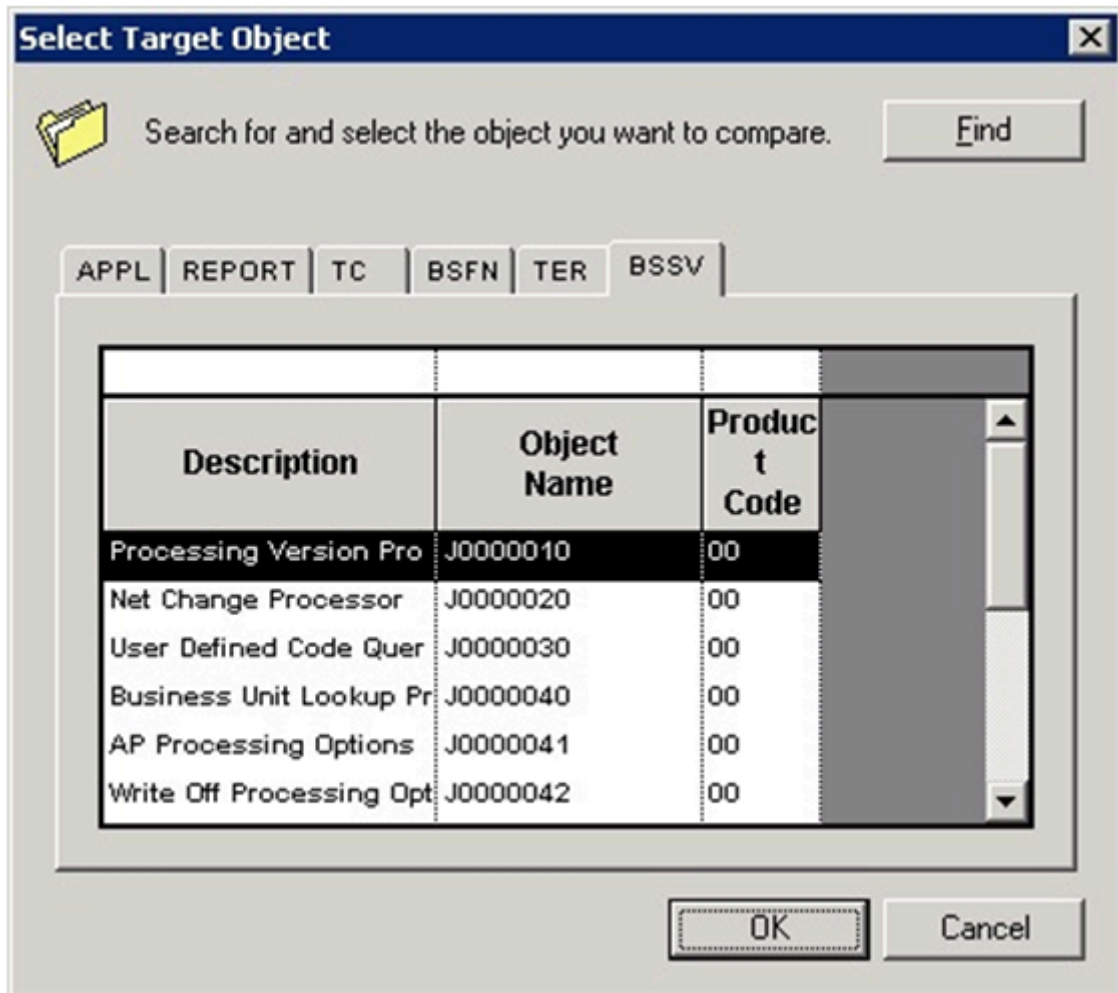 Select Target Object
Search for and select the object you want to compare.
Find
APPL REPORT TC BSFN TER BSSV
Description Object Name Product Code
Processing Version Pro J0000010 00
Net Change Processor J0000020 00
User Defined Code Quer J0000030 00
Business Unit Lookup Pr J0000040 00
AP Processing Options J0000041 00
Write Off Processing Opt J0000042 00
OK Cancel